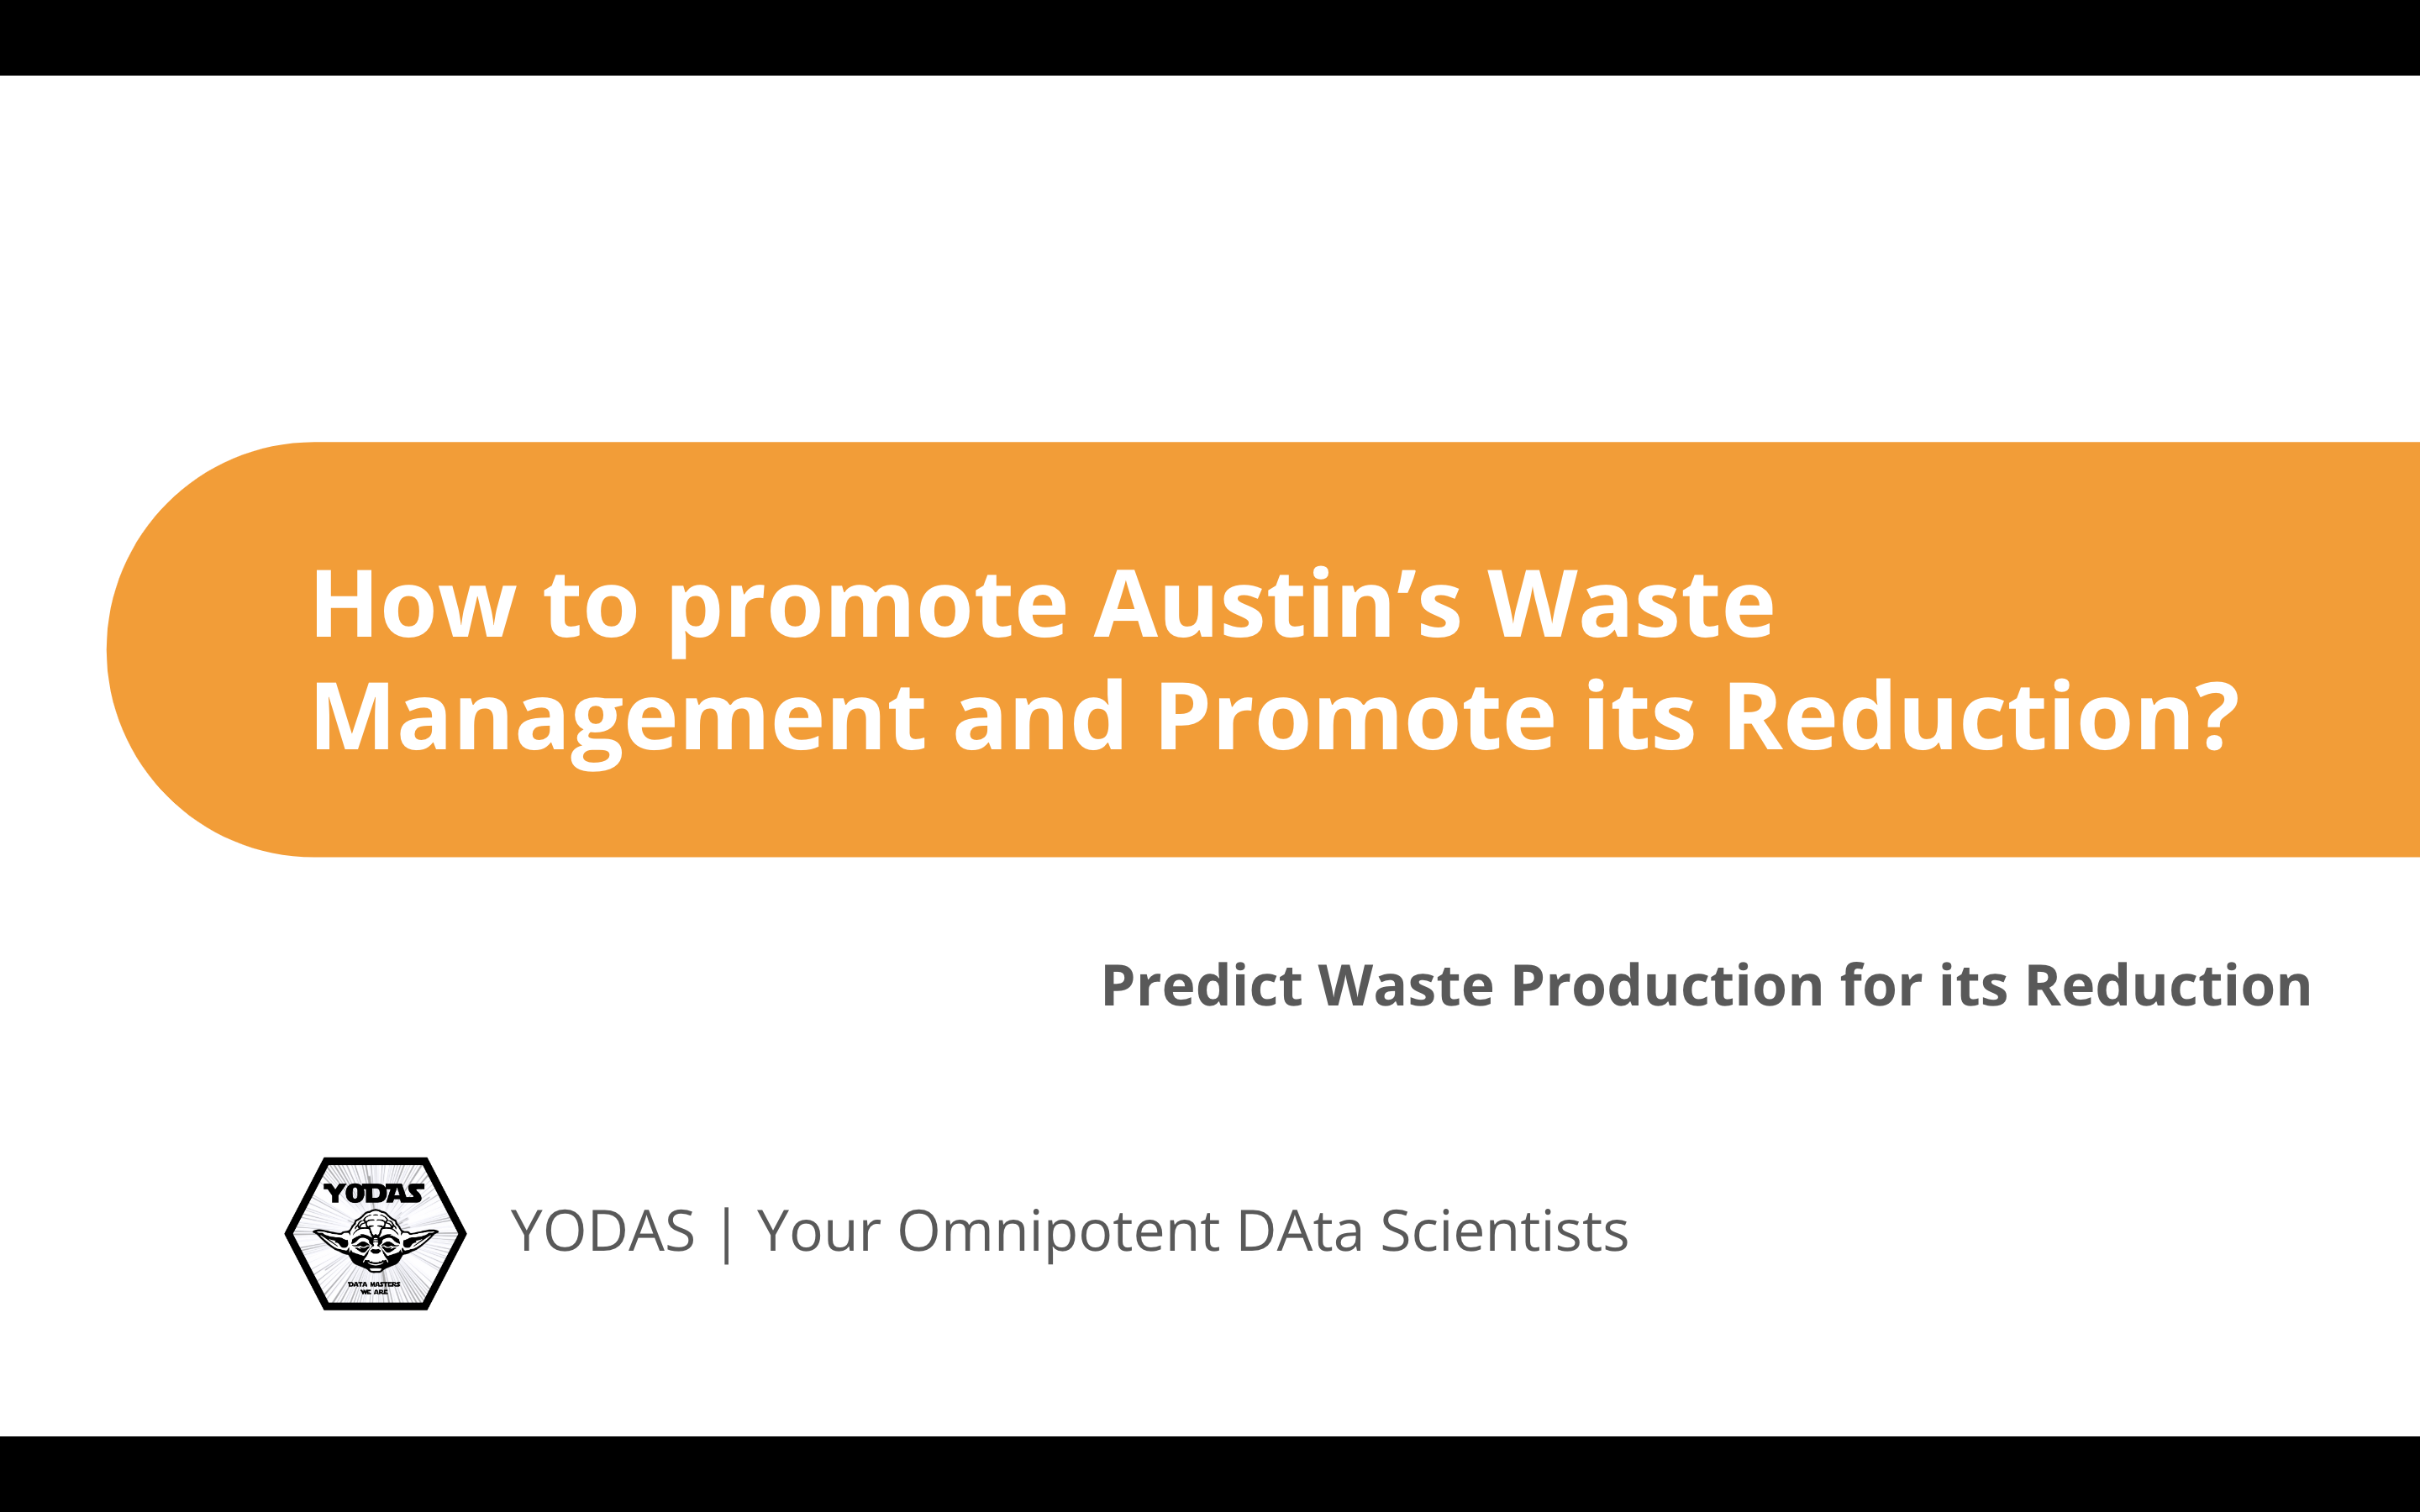 How to promote Austin’s Waste
Management and Promote its Reduction?
Predict Waste Production for its Reduction
YODAS
DATA MASTERS
WE ARE
YODAS | Your Omnipotent DAta Scientists